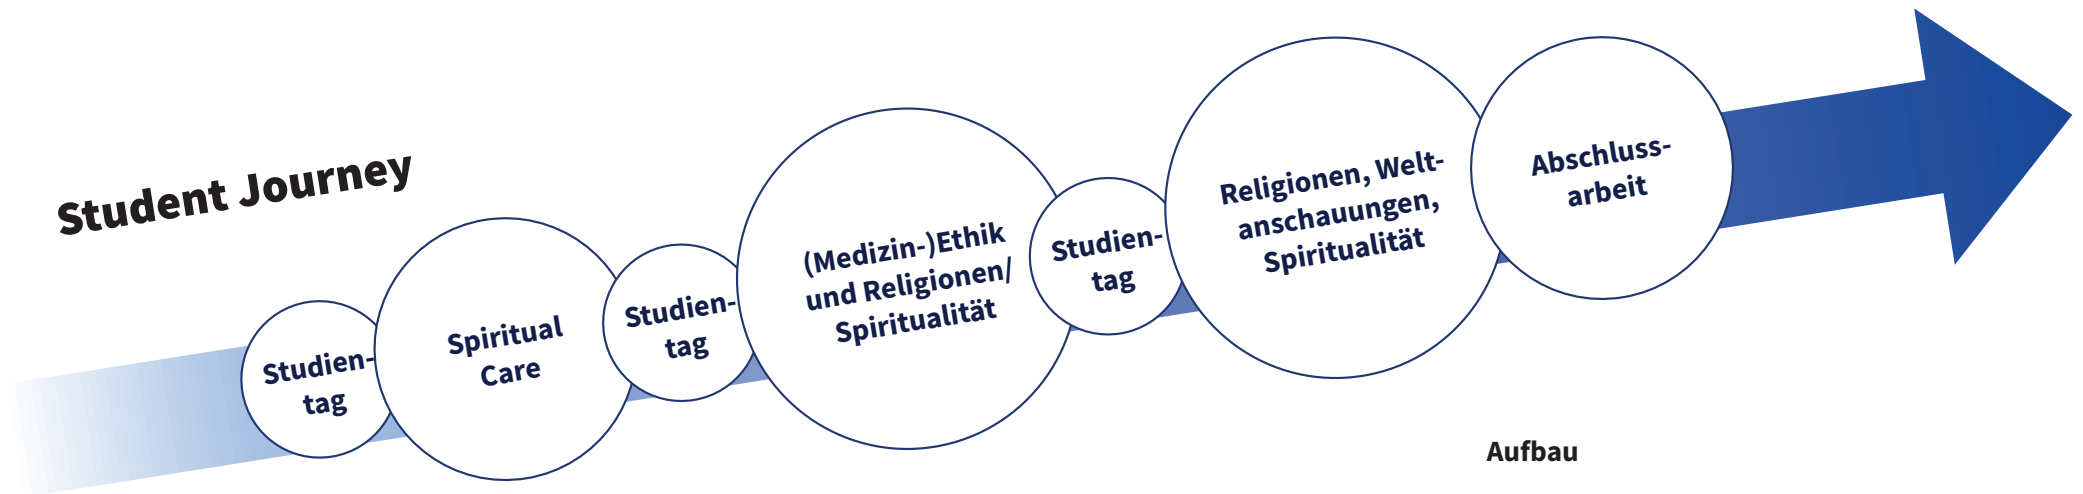 Student Journey
Studien-
tag
Spiritual
Care
Studien-
tag
(Medizin-)Ethik
und Religionen/
Spiritualität
Studien-
tag
Religionen, Welt-
anschauungen,
Spiritualität
Abschluss-
arbeit
Aufbau